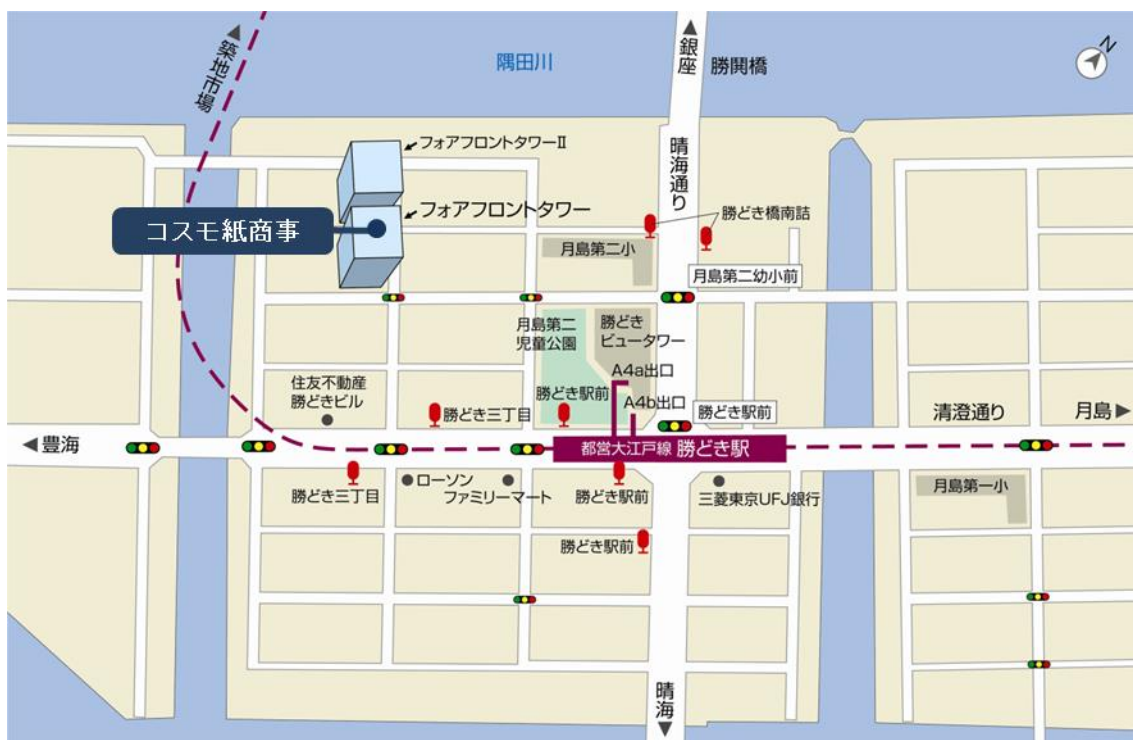 隅田川
N
築地市場
銀座
勝鬨橋
フォアフロントタワーⅡ
晴海通り
コスモ紙商事
フォアフロントタワー
勝どき橋南詰
月島第二小
月島第二幼小前
月島第二
児童公園
勝どき
ビュータワー
A4a出口
住友不動産
勝どきビル
勝どき三丁目
勝どき駅前
A4b出口
勝どき駅前
清澄通り
月島
豊海
都営大江戸線 勝どき駅
勝どき三丁目
ローソン
ファミリーマート
勝どき駅前
三菱東京UFJ銀行
月島第一小
勝どき駅前
晴海